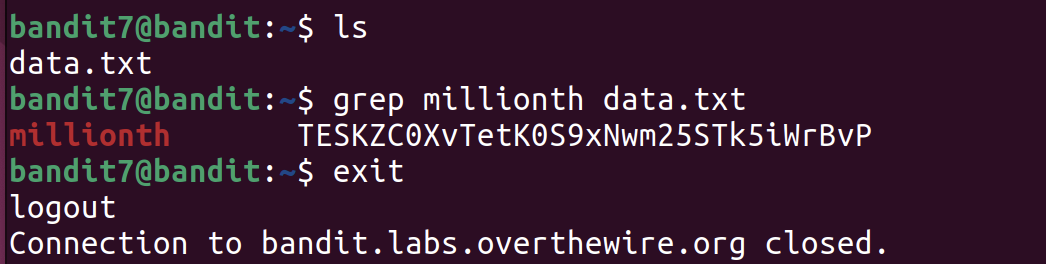 bandit7@bandit:~$ ls
data.txt
bandit7@bandit:~$ grep millionth data.txt
millionth       TESKZC0XvTetK0S9xNwm25STk5iWrBvP
bandit7@bandit:~$ exit
logout
Connection to bandit.labs.overthewire.org closed.